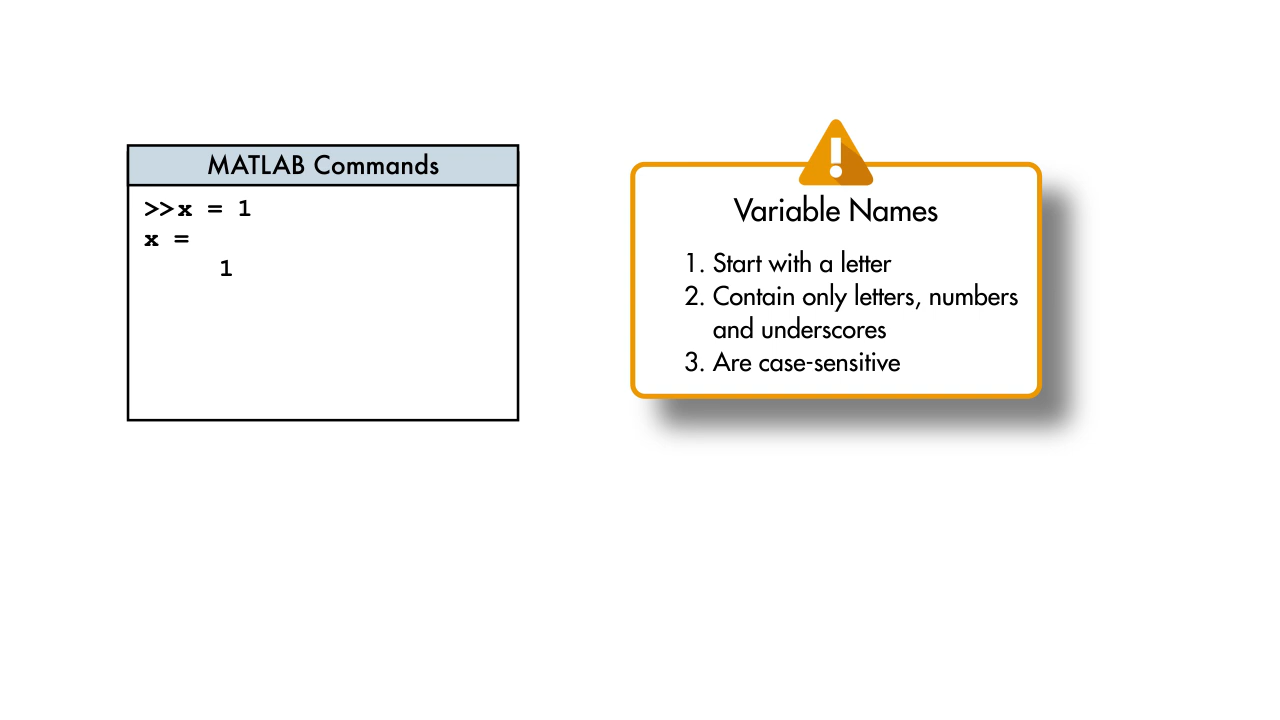 MATLAB Commands
>>x = 1
x =
1
Variable Names
1. Start with a letter
2. Contain only letters, numbers
and underscores
3. Are case-sensitive